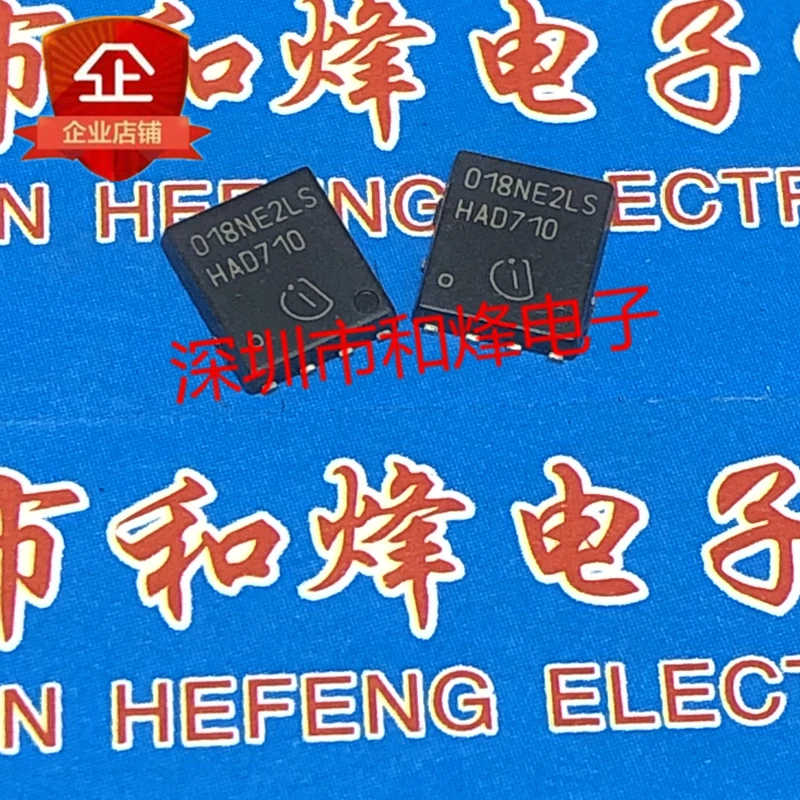 市和烽电子
企
企业店铺
N HEFENG ELECTR
018NE2LS
HAD710
018NE2LS
HAD710
深圳市和烽电子
市和烽电子
N HEFENG ELECT